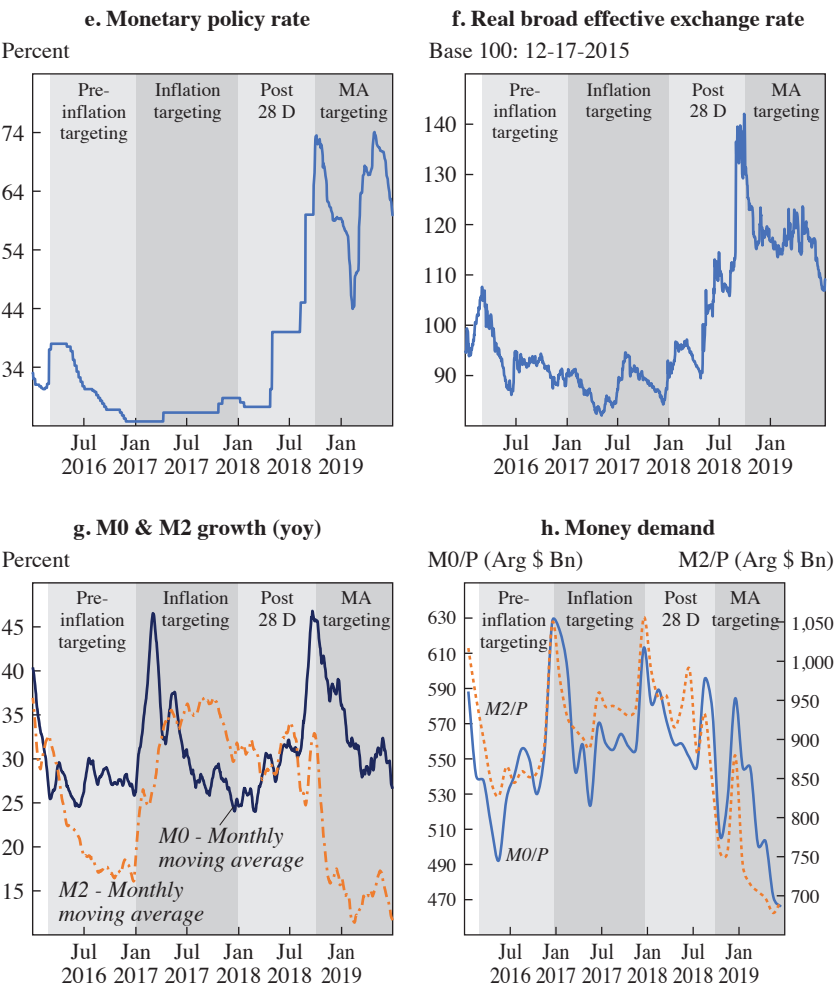 e. Monetary policy rate
Percent
Pre-
inflation
targeting
Inflation
targeting
Post
28 D
MA
targeting
74
64
54
44
34
Jul Jan Jul Jan Jul Jan
2016 2017 2017 2018 2018 2019
f. Real broad effective exchange rate
Base 100: 12-17-2015
Pre-
inflation
targeting
Inflation
targeting
Post
28 D
MA
targeting
140
130
120
110
100
90
Jul Jan Jul Jan Jul Jan
2016 2017 2017 2018 2018 2019
g. M0 & M2 growth (yoy)
Percent
Pre-
inflation
targeting
Inflation
targeting
Post
28 D
MA
targeting
45
35
35
30
25
20
15
M0 - Monthly
moving average
M2 - Monthly
moving average
Jul Jan Jul Jan Jul Jan
2016 2017 2017 2018 2018 2019
h. Money demand
M0/P (Arg $ Bn) M2/P (Arg $ Bn)
Pre-
inflation
targeting
Inflation
targeting
Post
28 D
MA
targeting
630
610
590
570
550
530
510
490
470
1,050
1,000
950
900
850
800
750
700
M2/P
M0/P
Jul Jan Jul Jan Jul Jan
2016 2017 2017 2018 2018 2019